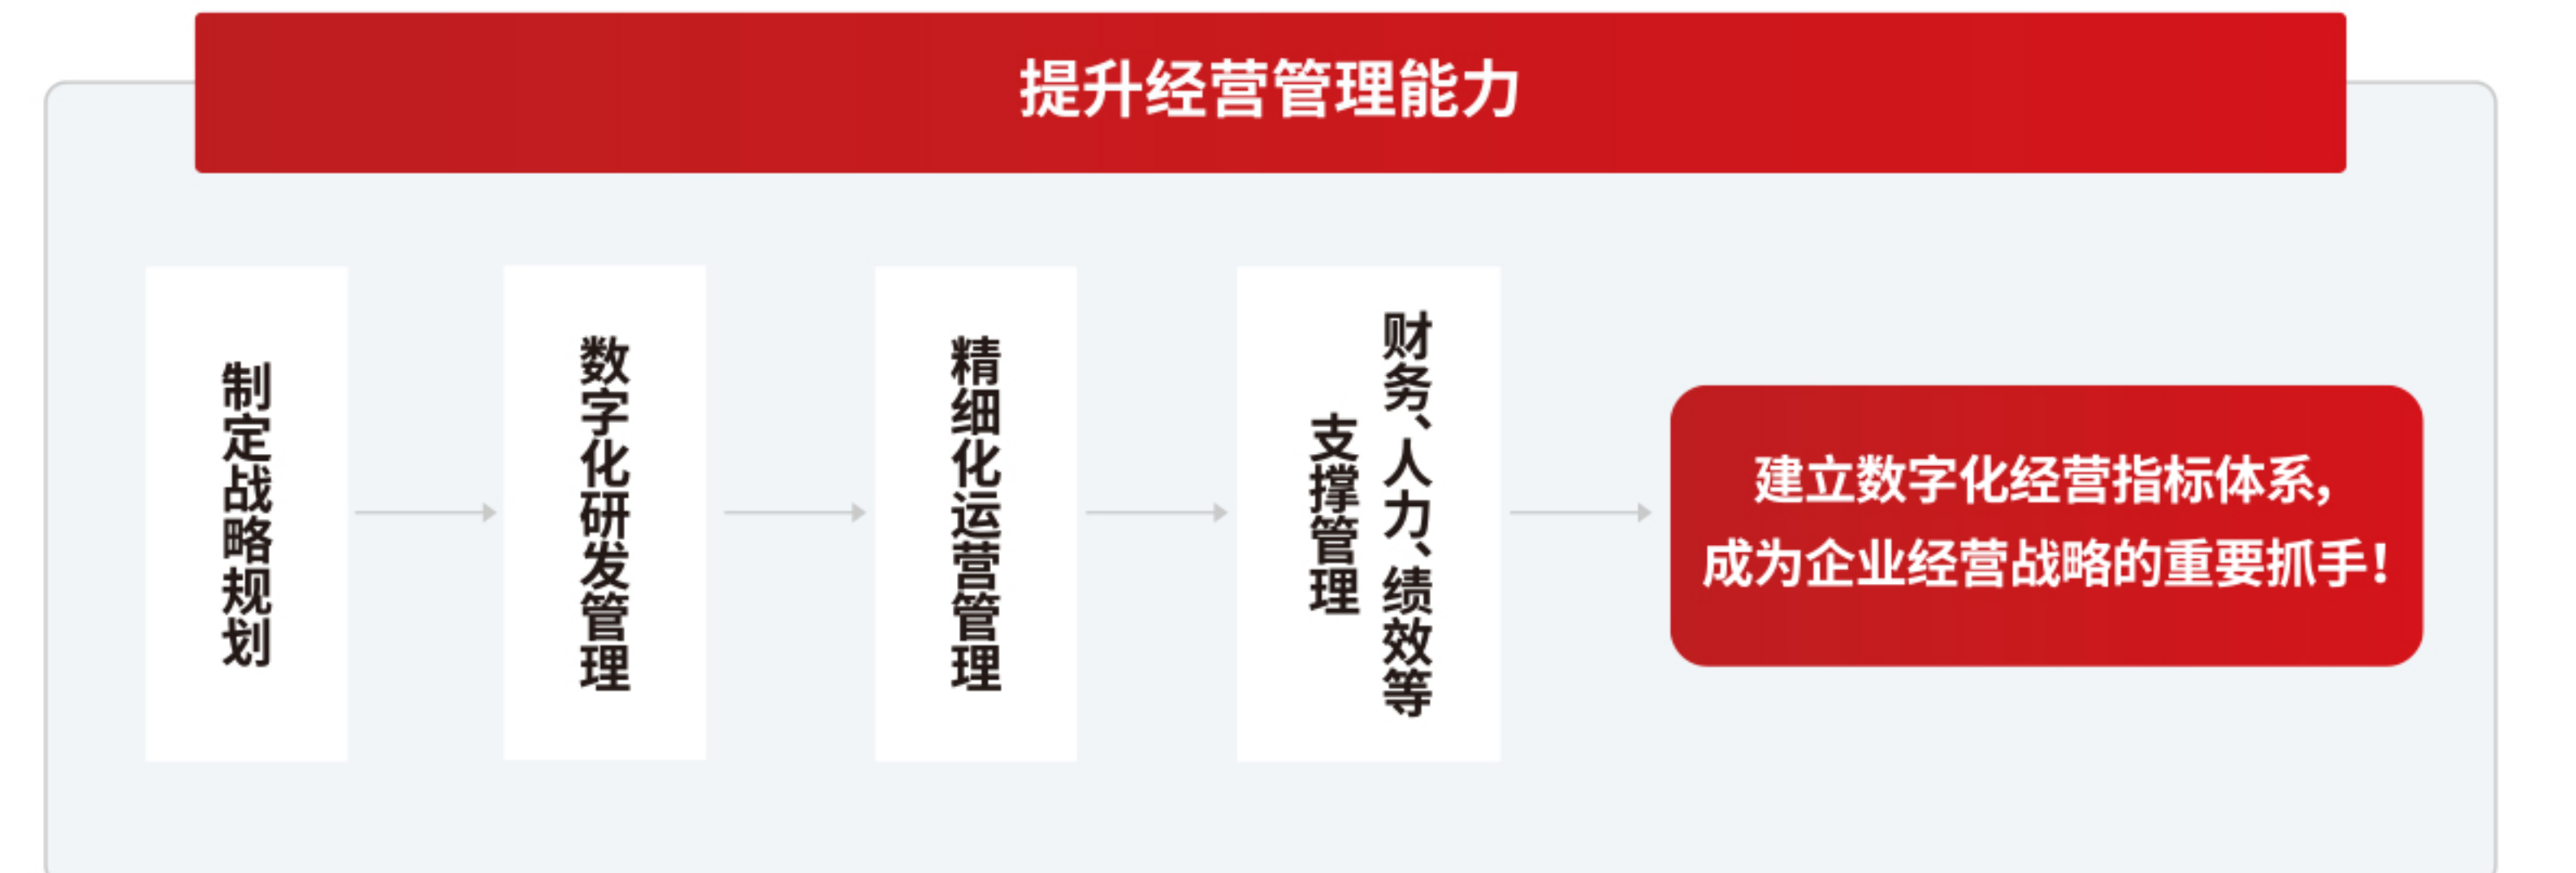 提升经营管理能力
制定战略规划
数字化研发管理
精细化运营管理
财务、人力、绩效等
支撑管理
建立数字化经营指标体系，
成为企业经营战略的重要抓手！